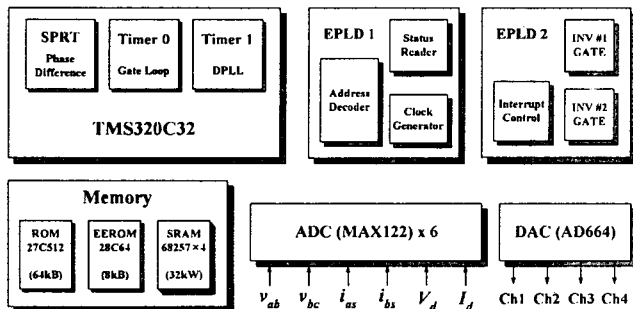 SPRT
Phase
Difference
Timer 0
Gate Loop
Timer 1
DPLL
TMS320C32
EPLD 1
Status
Reader
Address
Decoder
Clock
Generator
EPLD 2
INV #1
GATE
Interrupt
Control
INV #2
GATE
Memory
ROM
27C512
(64kB)
EEROM
28C64
(8kB)
SRAM
68257×4
(32kW)
ADC (MAX122) x 6
v_ab v_bc i_as i_bs V_d I_d
DAC (AD664)
Ch1 Ch2 Ch3 Ch4